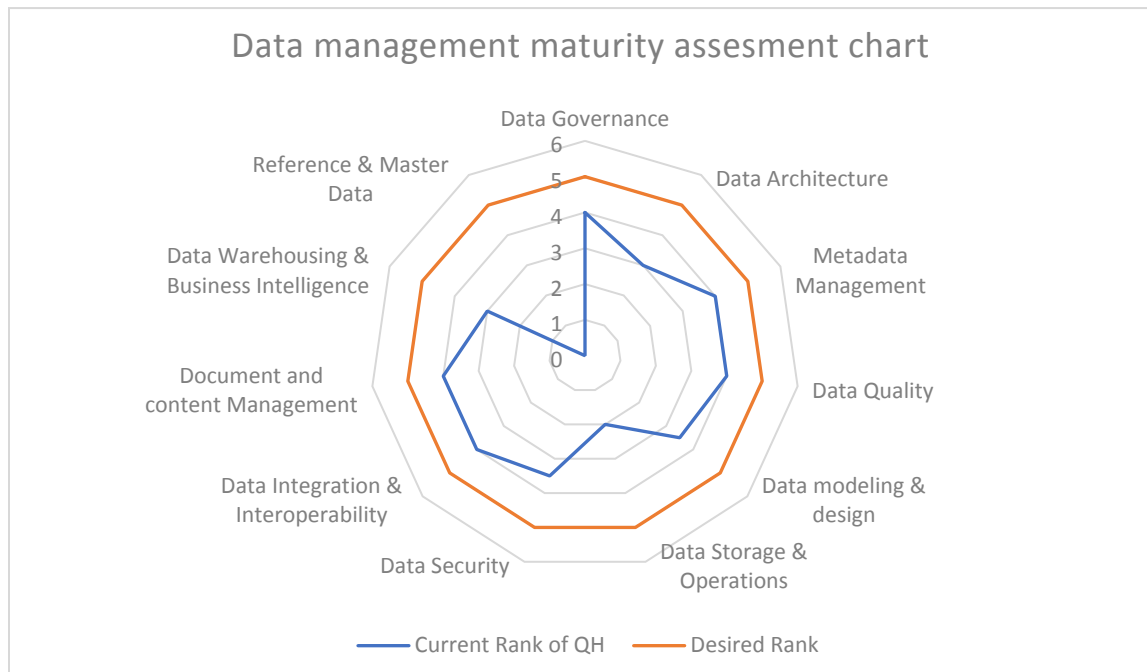 Data management maturity assesment chart
Data Governance
Data Architecture
Metadata
Management
Data Quality
Data modeling &
design
Data Storage &
Operations
Data Security
Data Integration &
Interoperability
Document and
content Management
Data Warehousing &
Business Intelligence
Reference & Master
Data
6
5
4
3
2
1
0
Current Rank of QH
Desired Rank